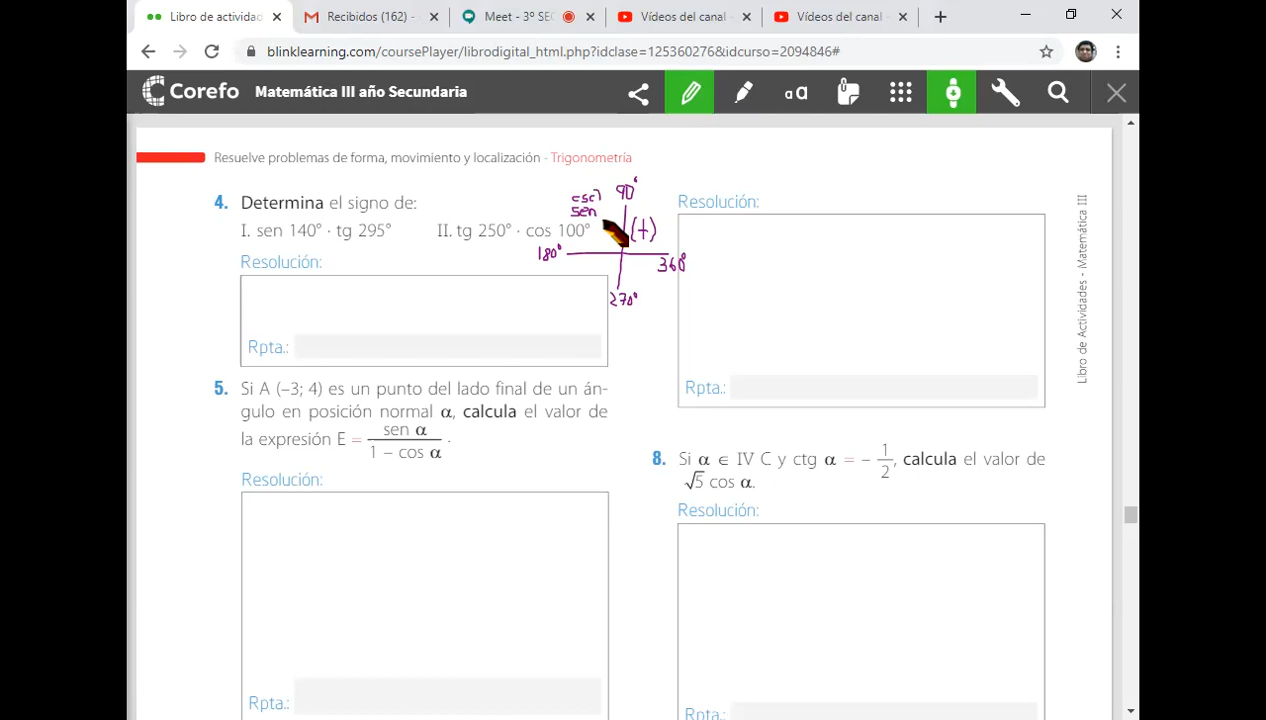 Libro de actividad
Recibidos (162) -
Meet - 3º SEC
Vídeos del canal -
Vídeos del canal -
blinklearning.com/coursePlayer/librodigital_html.php?idclase=125360276&idcurso=2094846#
Corefo
Matemática III año Secundaria
aa
Resuelve problemas de forma, movimiento y localización - Trigonometría
4. Determina el signo de:
I. sen 140° · tg 295° II. tg 250° · cos 100°
Resolución:
Rpta.:
csc
sen
90°
(+)
180°
360°
270°
5. Si A (–3; 4) es un punto del lado final de un án-
gulo en posición normal α, calcula el valor de
la expresión E = sen α / 1 – cos α .
Resolución:
Rpta.:
Resolución:
Rpta.:
8. Si α ∈ IV C y ctg α = – 1/2, calcula el valor de
√5 cos α.
Resolución:
Rpta.:
Libro de Actividades - Matemática III